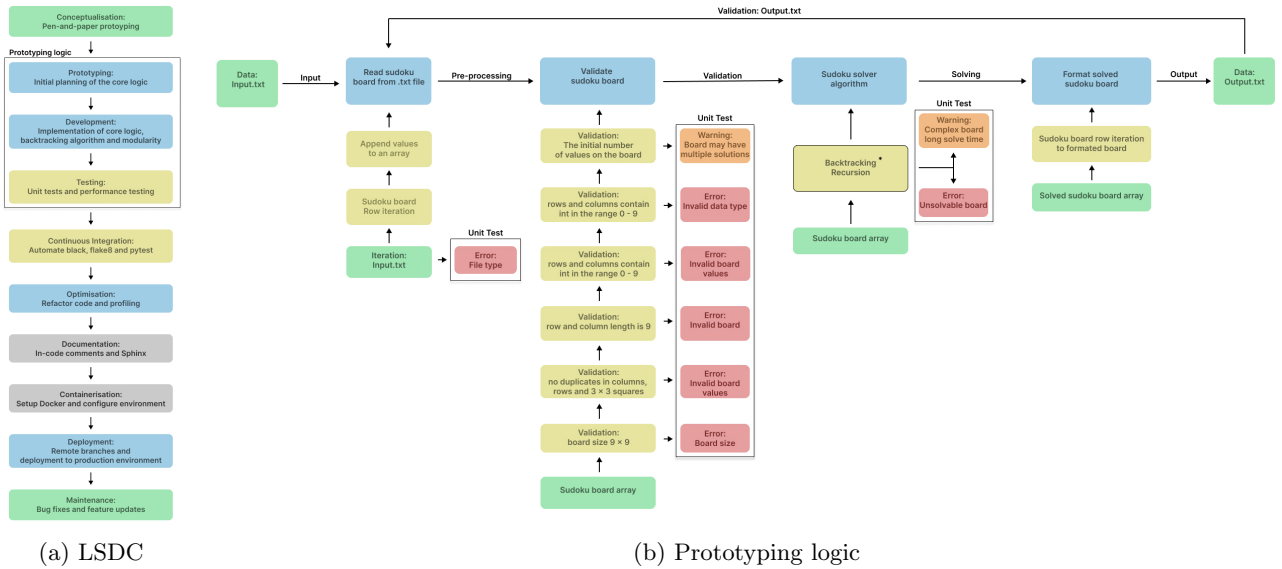 Conceptualisation:
Pen-and-paper protoyping
Prototyping logic
Prototyping:
Initial planning of the core logic
Development:
Implementation of core logic,
backtracking algorithm and modularity
Testing:
Unit tests and performance testing
Continuous Integration:
Automate black, flake8 and pytest
Optimisation:
Refactor code and profiling
Documentation:
In-code comments and Sphinx
Containerisation:
Setup Docker and configure environment
Deployment:
Remote branches and
deployment to production environment
Maintenance:
Bug fixes and feature updates
(a) LSDC
Validation: Output.txt
Data:
Input.txt
Input
Read sudoku
board from .txt file
Pre-processing
Validate
sudoku board
Validation
Sudoku solver
algorithm
Solving
Format solved
sudoku board
Output
Data:
Output.txt
Append values
to an array
Sudoku board
Row iteration
Iteration:
Input.txt
Unit Test
Error:
File type
Validation:
The initial number
of values on the board
Validation:
rows and columns contain
int in the range 0 - 9
Validation:
rows and columns contain
int in the range 0 - 9
Validation:
row and column length is 9
Validation:
no duplicates in columns,
rows and 3 × 3 squares
Validation:
board size 9 × 9
Sudoku board array
Unit Test
Warning:
Board may have
multiple solutions
Error:
Invalid data type
Error:
Invalid board
values
Error:
Invalid board
Error:
Invalid board
values
Error:
Board size
Backtracking *
Recursion
Sudoku board array
Unit Test
Warning:
Complex board
long solve time
Error:
Unsolvable board
Sudoku board row iteration
to formated board
Solved sudoku board array
(b) Prototyping logic